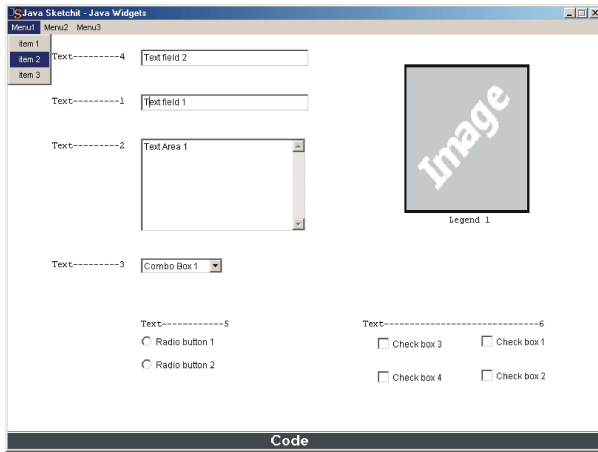 JSJava Sketchit - Java Widgets
Menu1 Menu2 Menu3
item 1
item 2
item 3
Text---------4 Text field 2
Text---------1 Text field 1
Text---------2 Text Area 1
Image
Legend 1
Text---------3 Combo Box 1
Text------------5
Radio button 1
Radio button 2
Text-------------------------------6
Check box 3 Check box 1
Check box 4 Check box 2
Code